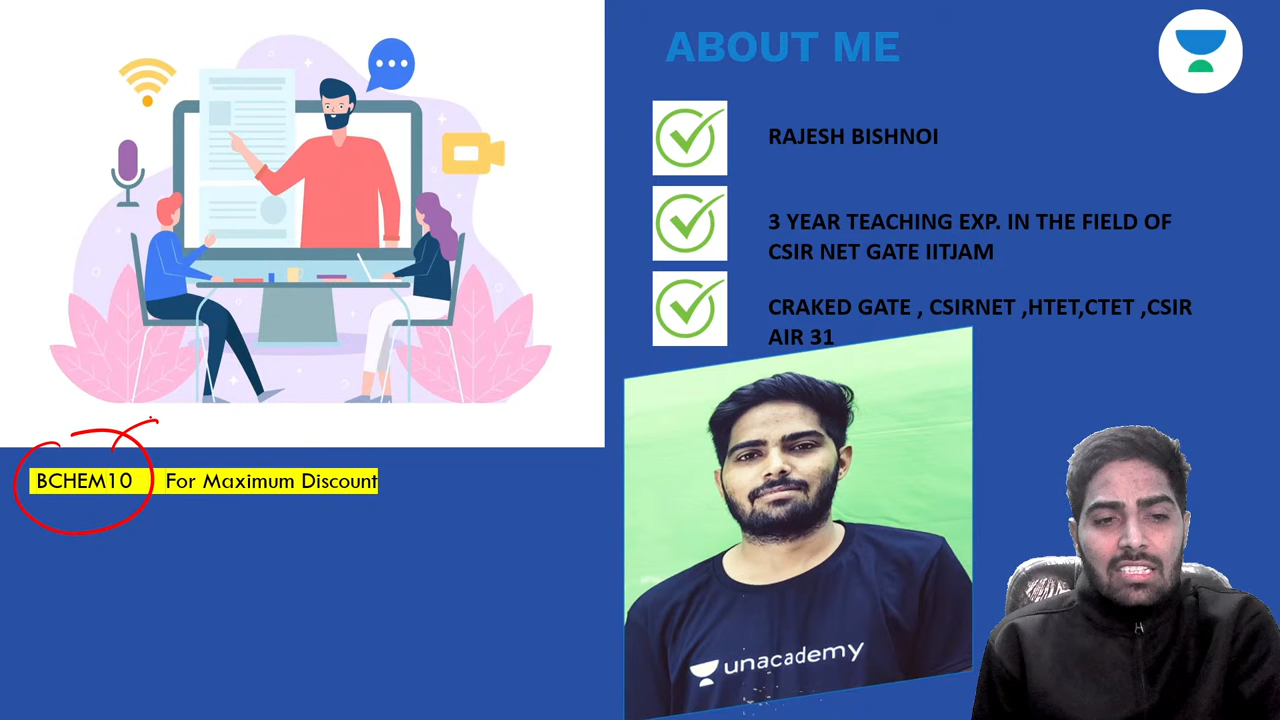 ABOUT ME
RAJESH BISHNOI
3 YEAR TEACHING EXP. IN THE FIELD OF
CSIR NET GATE IITJAM
CRAKED GATE , CSIRNET ,HTET,CTET ,CSIR
AIR 31
BCHEM10 For Maximum Discount
unacademy